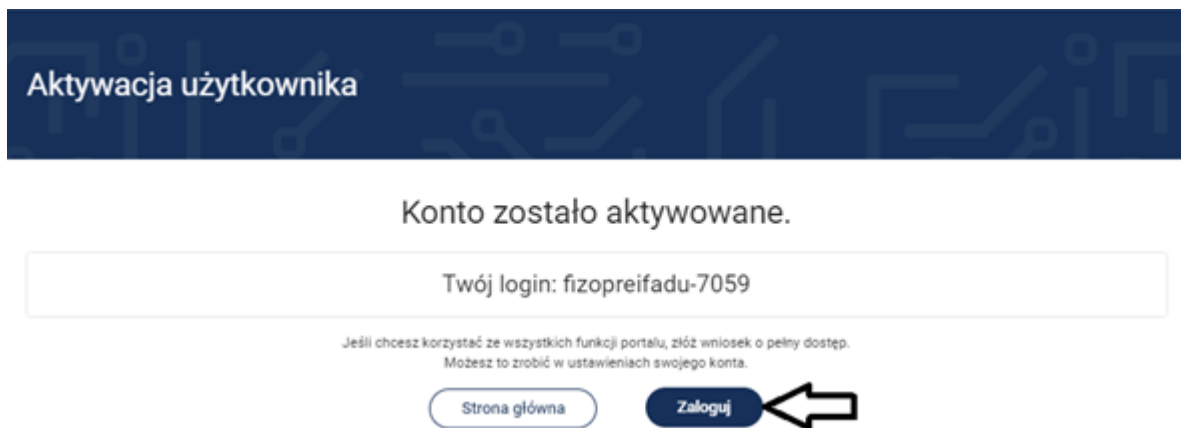 Aktywacja użytkownika
Konto zostało aktywowane.
Twój login: fizopreifadu-7059
Jeśli chcesz korzystać ze wszystkich funkcji portalu, złóż wniosek o pełny dostęp.
Możesz to zrobić w ustawieniach swojego konta.
Strona główna Zaloguj